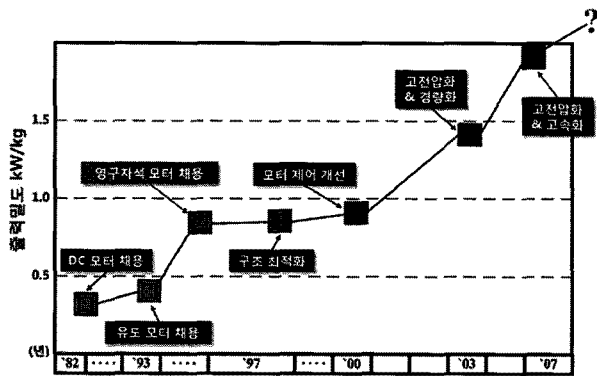 ?
고전압화
& 경량화
고전압화
& 고속화
1.5
영구자석 모터 채용
모터 제어 개선
1.0
출력밀도 kW/kg
DC 모터 채용
구조 최적화
0.5
유도 모터 채용
(년)
'82 ···· '93 ···· '97 ···· '00 '03 '07